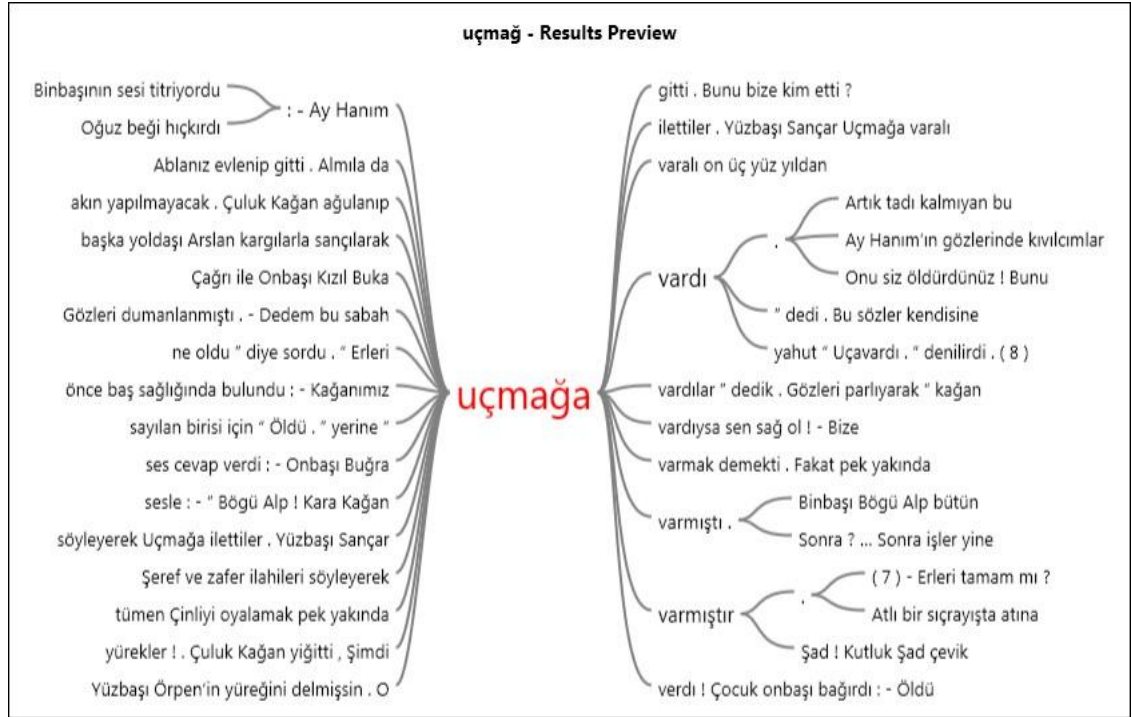 uçmağ - Results Preview
Binbaşının sesi titriyordu
Oğuz beği hıçkırdı
: - Ay Hanım
Ablanız evlenip gitti . Almıla da
akın yapılmayacak . Çuluk Kağan ağulanıp
başka yoldaşı Arslan kargılarla sançılarak
Çağrı ile Onbaşı Kızıl Buka
Gözleri dumanlanmıştı . - Dedem bu sabah
ne oldu " diye sordu . " Erleri
önce baş sağlığında bulundu : - Kağanımız
sayılan birisi için " Öldü . " yerine "
ses cevap verdi : - Onbaşı Buğra
sesle : - " Bögü Alp ! Kara Kağan
söyleyerek Uçmağa ilettiler . Yüzbaşı Sançar
Şeref ve zafer ilahileri söyleyerek
tümen Çinliyi oyalamak pek yakında
yürekler ! . Çuluk Kağan yiğitti , Şimdi
Yüzbaşı Örpen'in yüreğini delmişsin . O
uçmağa
gitti . Bunu bize kim etti ?
ilettiler . Yüzbaşı Sançar Uçmağa varalı
varalı on üç yüz yıldan
vardı
.
Artık tadı kalmıyan bu
Ay Hanım'ın gözlerinde kıvılcımlar
Onu siz öldürdünüz ! Bunu
" dedi . Bu sözler kendisine
yahut " Uçavardı . " denilirdi . ( 8 )
vardılar " dedik . Gözleri parlıyarak " kağan
vardıysa sen sağ ol ! - Bize
varmak demekti . Fakat pek yakında
varmıştı .
Binbaşı Bögü Alp bütün
Sonra ? ... Sonra işler yine
varmıştır
.
( 7 ) - Erleri tamam mı ?
Atlı bir sıçrayışta atına
Şad ! Kutluk Şad çevik
verdı ! Çocuk onbaşı bağırdı : - Öldü